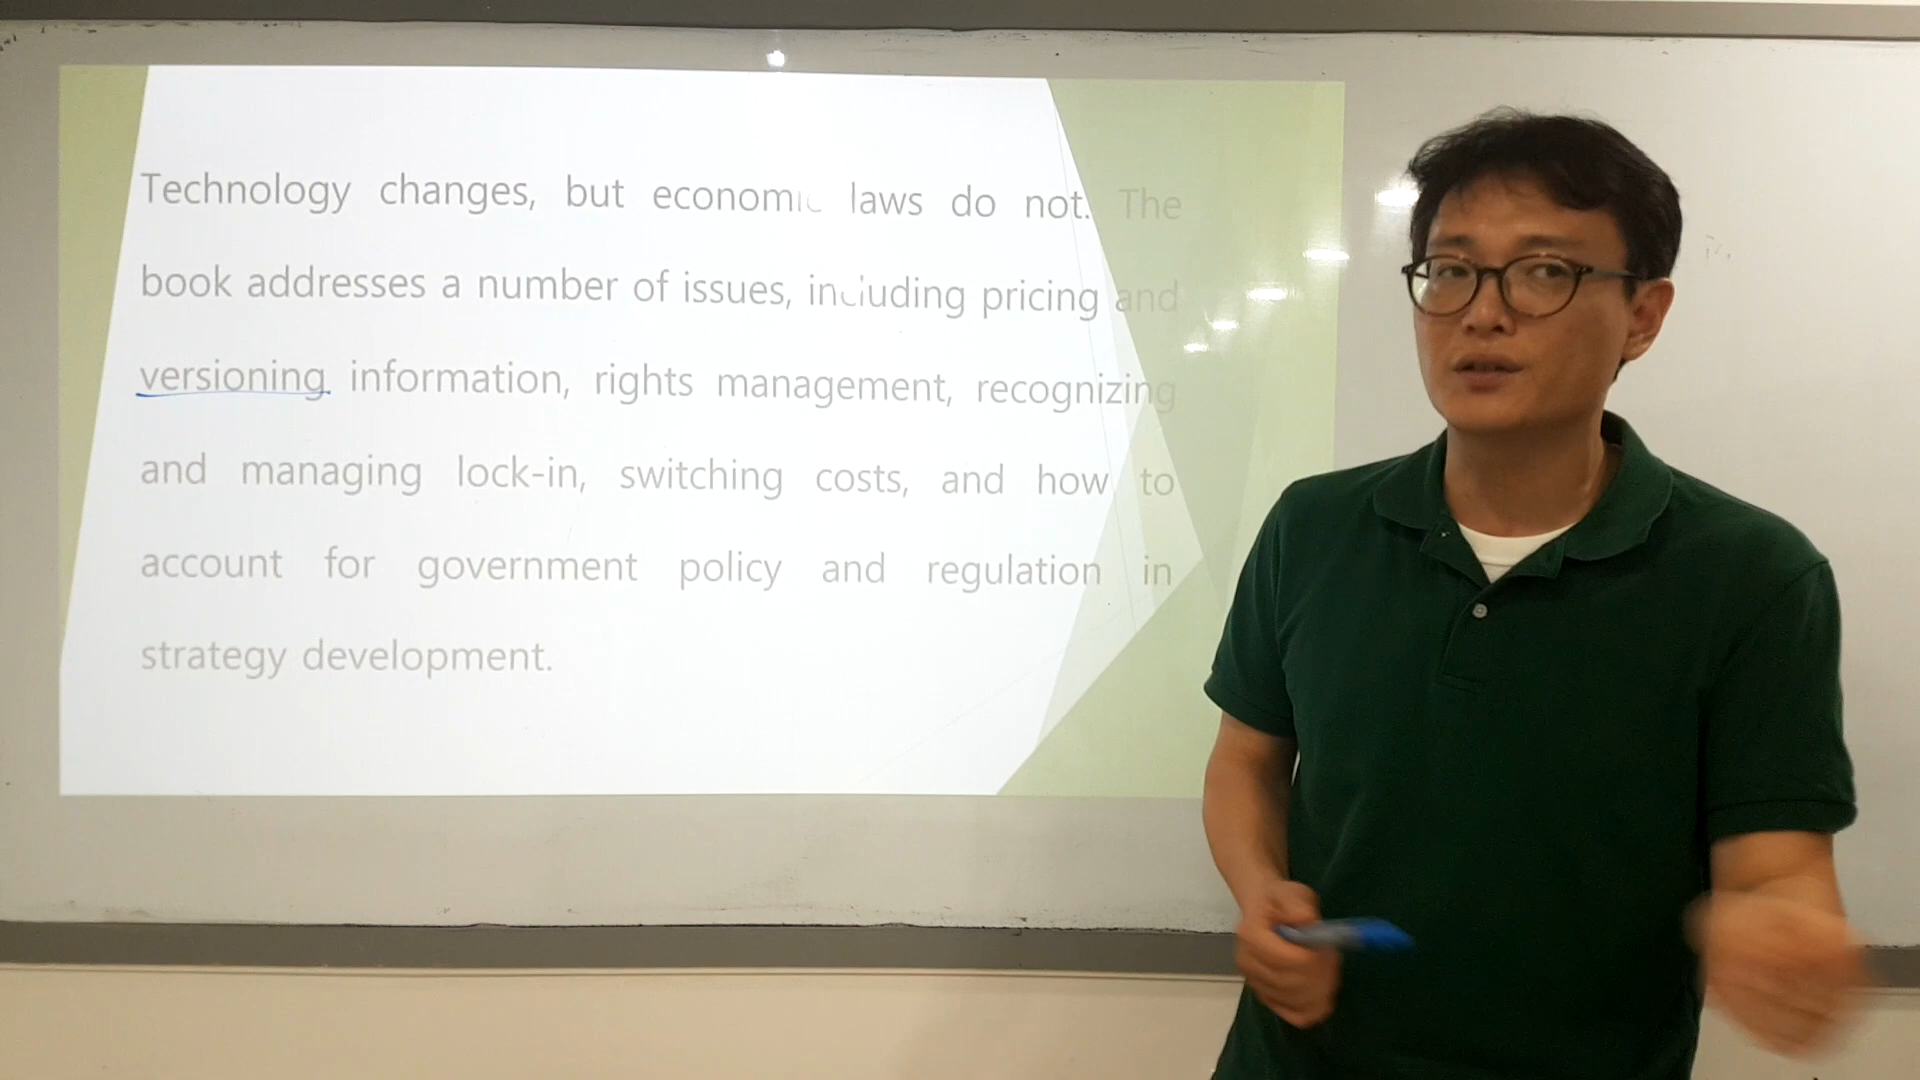 Technology changes, but economic laws do not. The
book addresses a number of issues, including pricing and
versioning information, rights management, recognizing
and managing lock-in, switching costs, and how to
account for government policy and regulation in
strategy development.